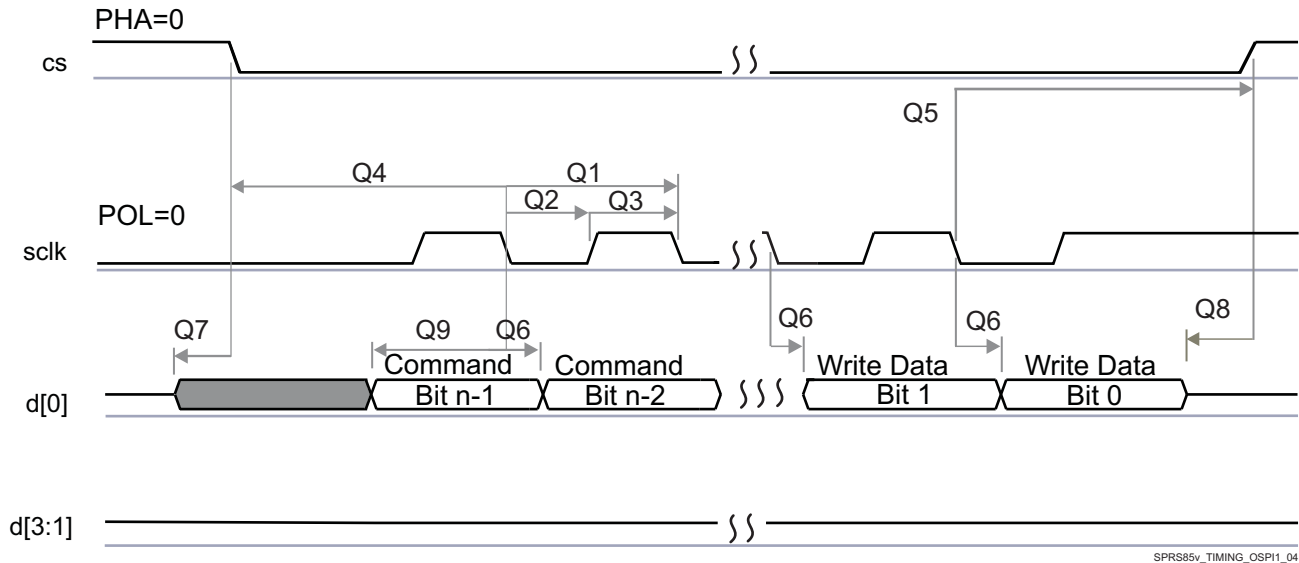 PHA=0
cs
Q5
Q4 Q1
Q2 Q3
POL=0
sclk
Q7 Q9 Q6 Q6 Q6 Q8
Command Command Write Data Write Data
d[0] Bit n-1 Bit n-2 Bit 1 Bit 0
d[3:1]
SPRS85v_TIMING_OSPI1_04